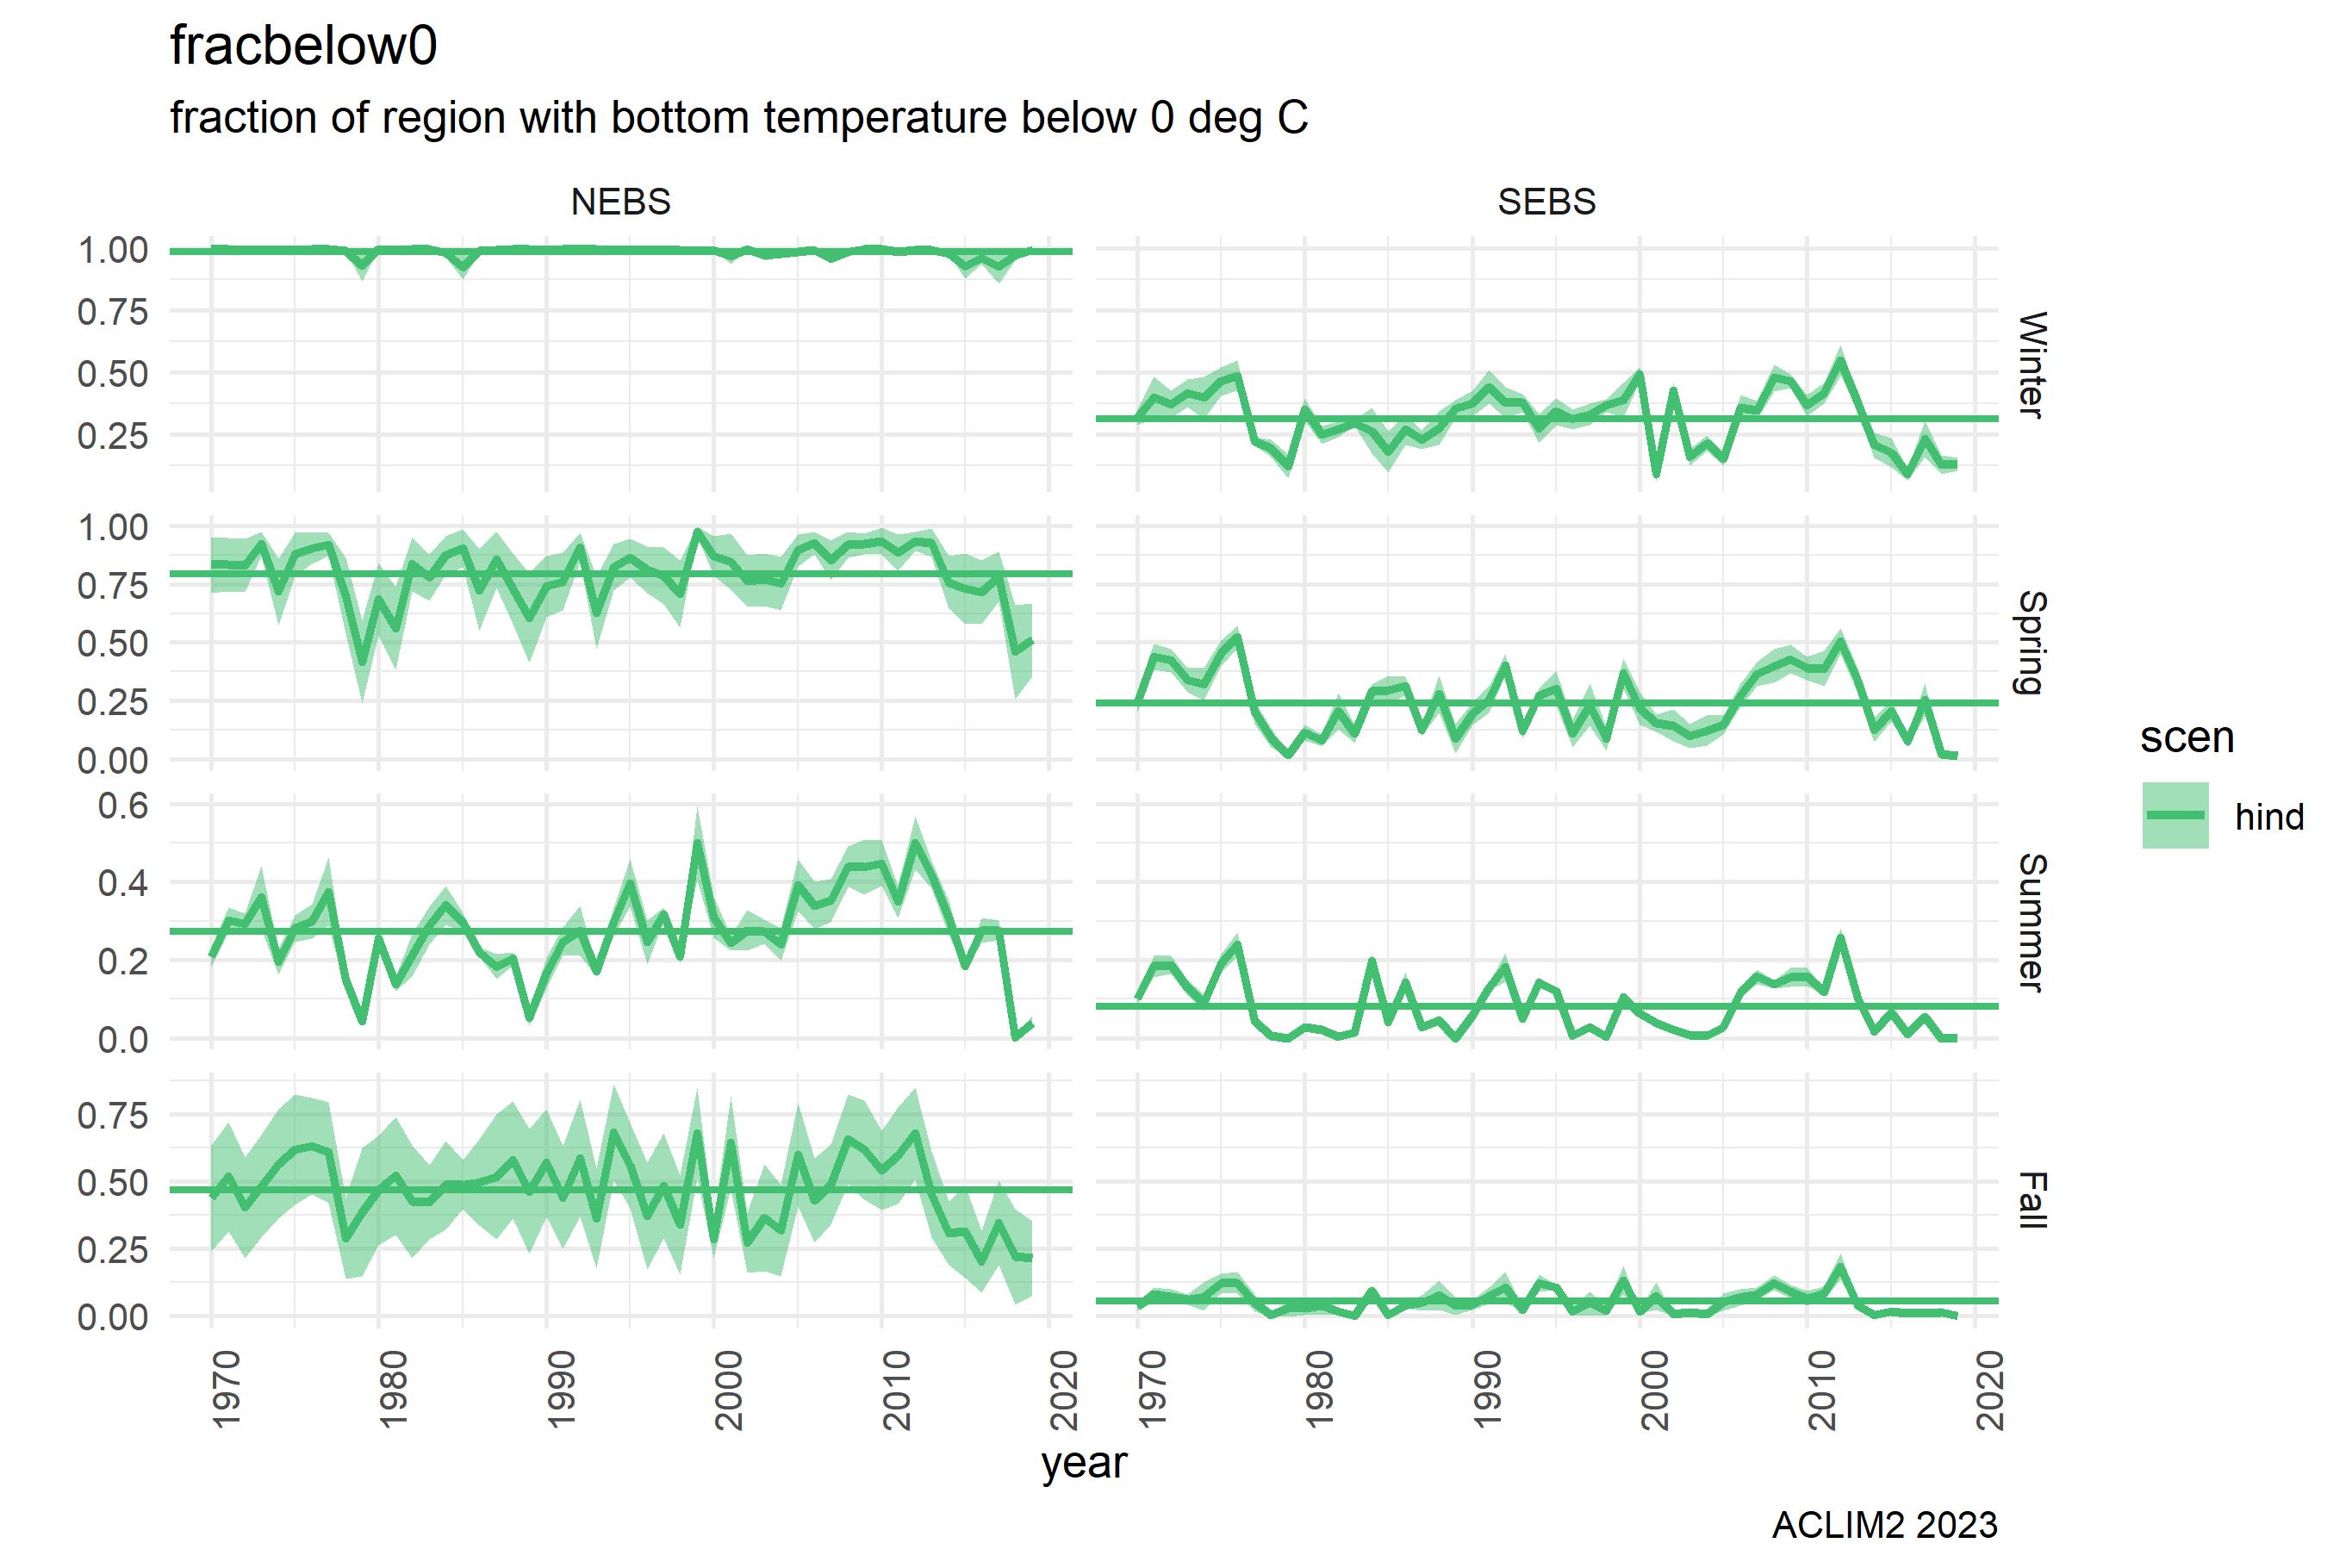 fracbelow0
fraction of region with bottom temperature below 0 deg C
NEBS
SEBS
1.00
0.75
0.50
0.25
Winter
1.00
0.75
0.50
0.25
0.00
Spring
0.6
0.4
0.2
0.0
Summer
0.75
0.50
0.25
0.00
Fall
1970
1980
1990
2000
2010
2020
1970
1980
1990
2000
2010
2020
year
scen
hind
ACLIM2 2023